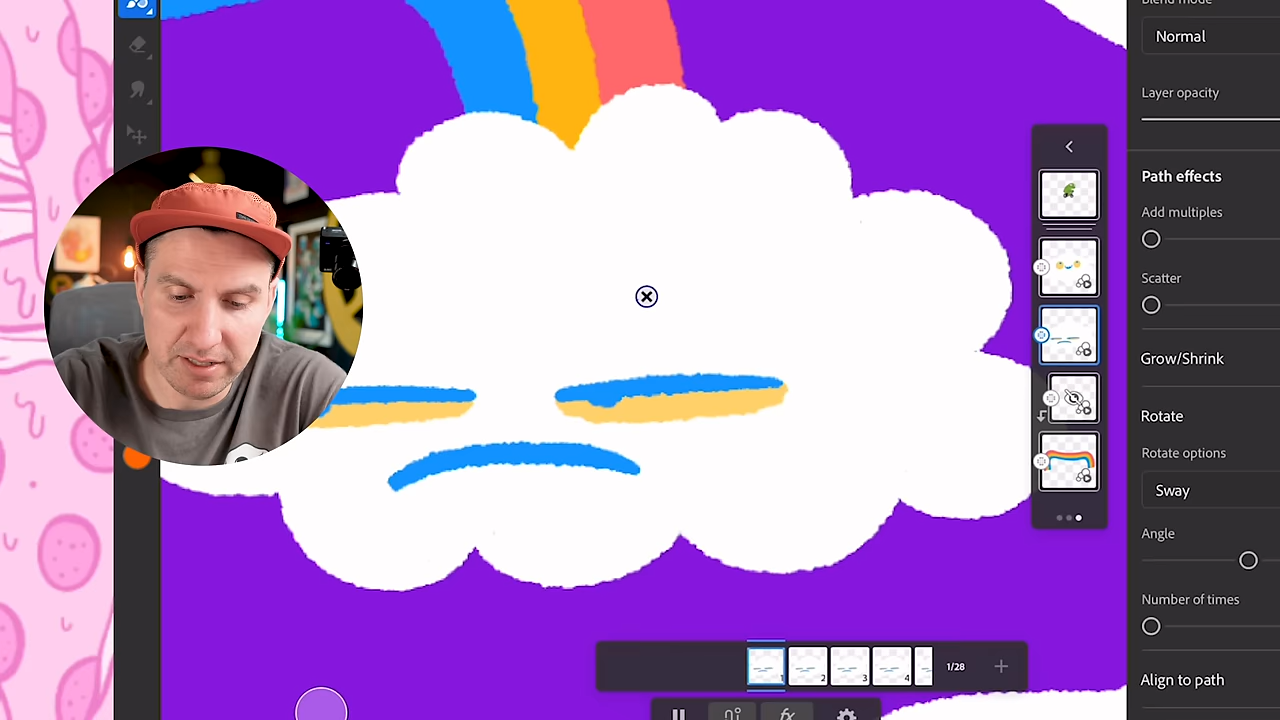 Blend mode
Normal
Layer opacity
Path effects
Add multiples
Scatter
Grow/Shrink
Rotate
Rotate options
Sway
Angle
Number of times
Align to path
1
2
3
4
1/28
fx